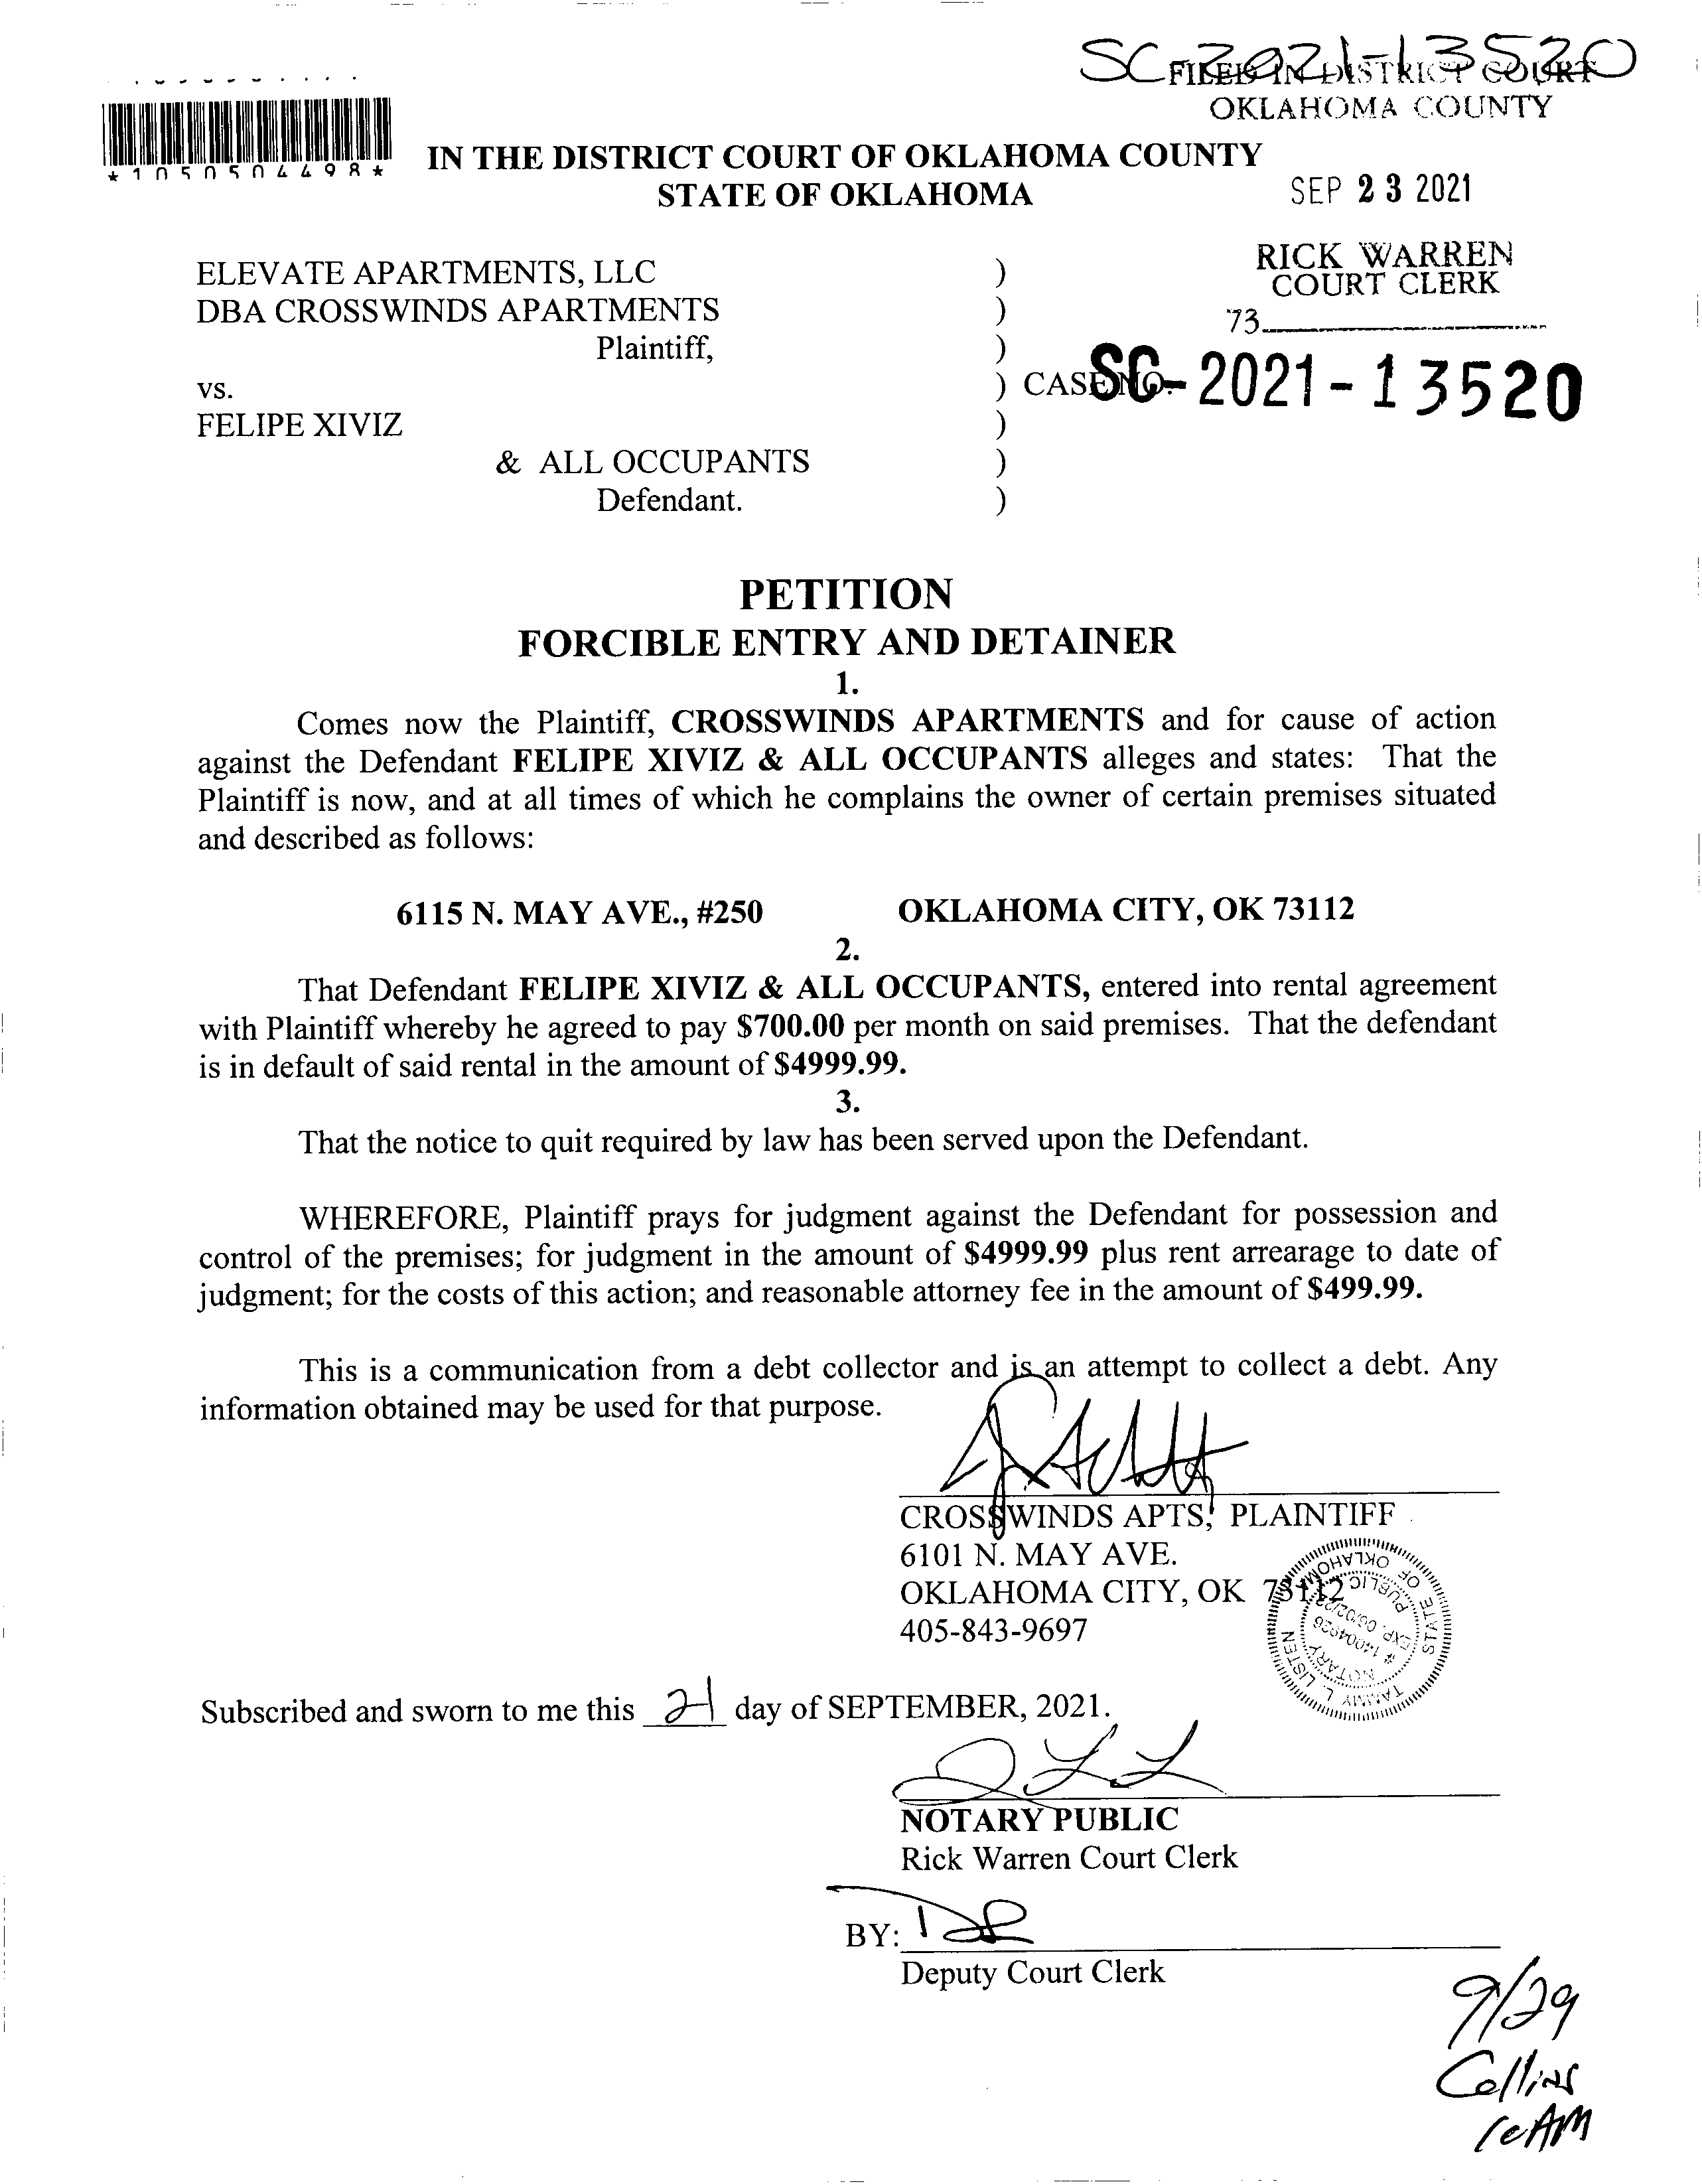 SC-2021-13520
FILED IN DISTRICT COURT
OKLAHOMA COUNTY
*1050504498*
IN THE DISTRICT COURT OF OKLAHOMA COUNTY
STATE OF OKLAHOMA
SEP 23 2021
RICK WARREN
COURT CLERK
73
ELEVATE APARTMENTS, LLC )
DBA CROSSWINDS APARTMENTS )
Plaintiff, )
vs. ) CASE NO. SC-2021-13520
FELIPE XIVIZ )
& ALL OCCUPANTS )
Defendant. )
PETITION
FORCIBLE ENTRY AND DETAINER
1.
Comes now the Plaintiff, CROSSWINDS APARTMENTS and for cause of action
against the Defendant FELIPE XIVIZ & ALL OCCUPANTS alleges and states: That the
Plaintiff is now, and at all times of which he complains the owner of certain premises situated
and described as follows:
6115 N. MAY AVE., #250 OKLAHOMA CITY, OK 73112
2.
That Defendant FELIPE XIVIZ & ALL OCCUPANTS, entered into rental agreement
with Plaintiff whereby he agreed to pay $700.00 per month on said premises. That the defendant
is in default of said rental in the amount of $4999.99.
3.
That the notice to quit required by law has been served upon the Defendant.
WHEREFORE, Plaintiff prays for judgment against the Defendant for possession and
control of the premises; for judgment in the amount of $4999.99 plus rent arrearage to date of
judgment; for the costs of this action; and reasonable attorney fee in the amount of $499.99.
This is a communication from a debt collector and is an attempt to collect a debt. Any
information obtained may be used for that purpose.
CROSSWINDS APTS, PLAINTIFF
6101 N. MAY AVE.
OKLAHOMA CITY, OK 73112
405-843-9697
TAMMY L. LISTEN
STATE OF OKLAHOMA
NOTARY PUBLIC
EXP.
Subscribed and sworn to me this 21 day of SEPTEMBER, 2021.
NOTARY PUBLIC
Rick Warren Court Clerk
BY:
Deputy Court Clerk
9/29
Collins